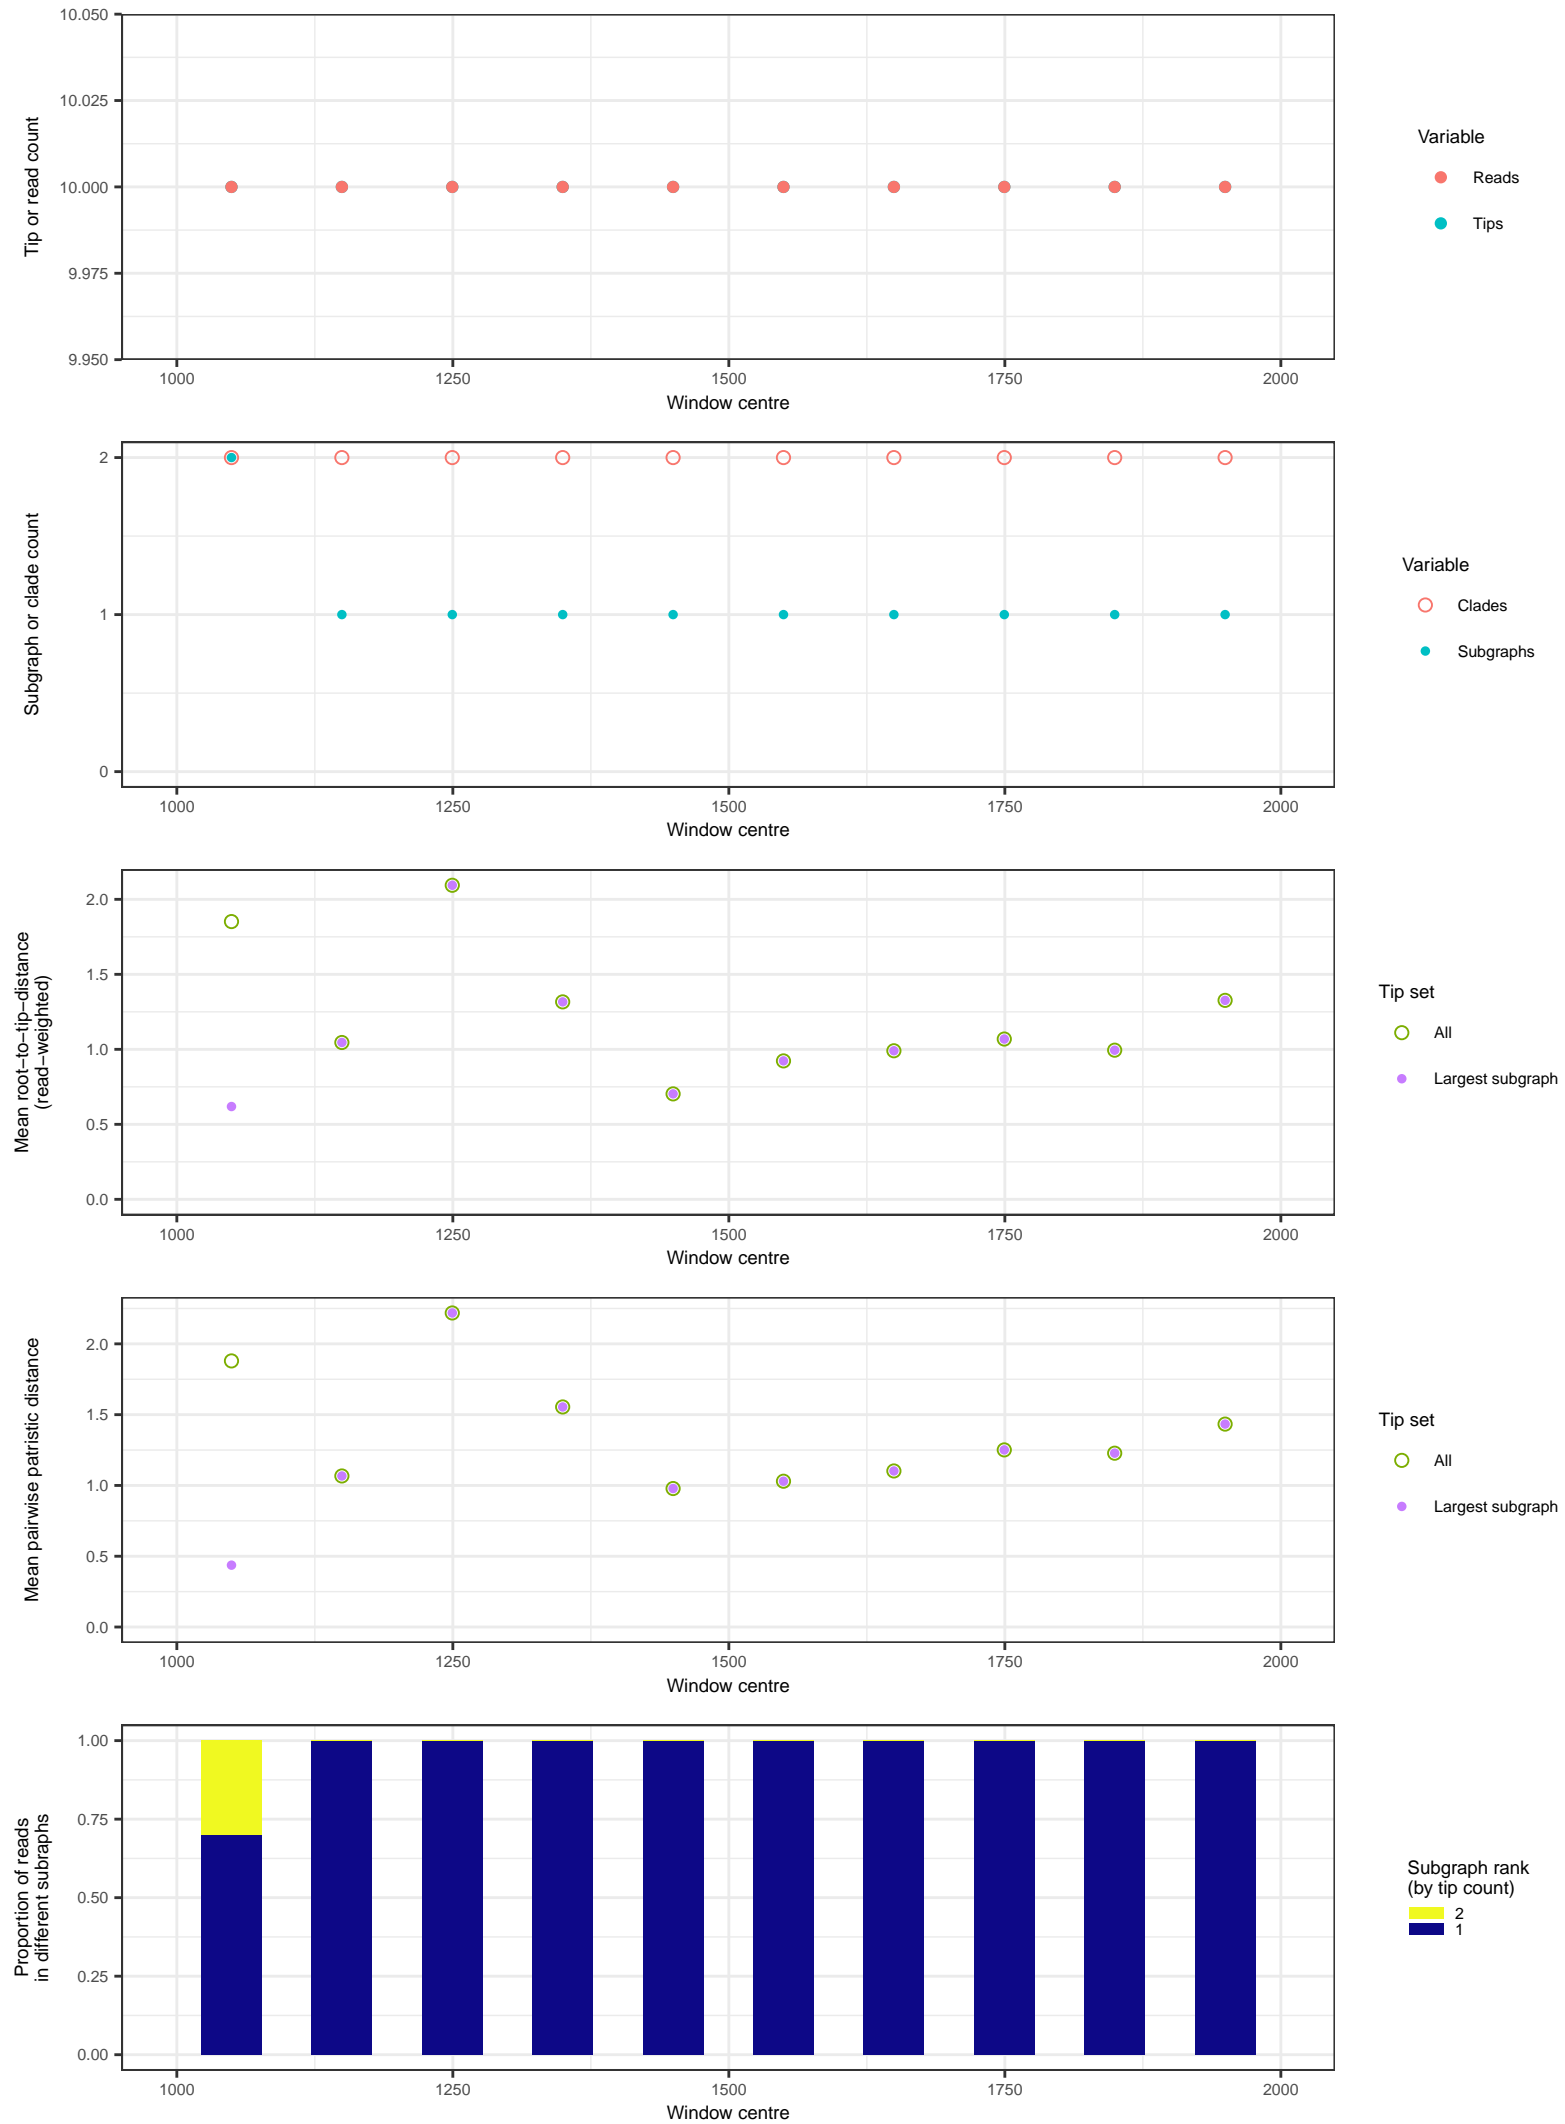 10.050
10.025
10.000
9.975
9.950
Tip or read count
1000 1250 1500 1750 2000
Window centre
Variable
Reads
Tips
2
1
0
Subgraph or clade count
1000 1250 1500 1750 2000
Window centre
Variable
Clades
Subgraphs
2.0
1.5
1.0
0.5
0.0
Mean root−to−tip−distance
(read−weighted)
1000 1250 1500 1750 2000
Window centre
Tip set
All
Largest subgraph
2.0
1.5
1.0
0.5
0.0
Mean pairwise patristic distance
1000 1250 1500 1750 2000
Window centre
Tip set
All
Largest subgraph
1.00
0.75
0.50
0.25
0.00
Proportion of reads
in different subraphs
1000 1250 1500 1750 2000
Window centre
Subgraph rank
(by tip count)
2
1